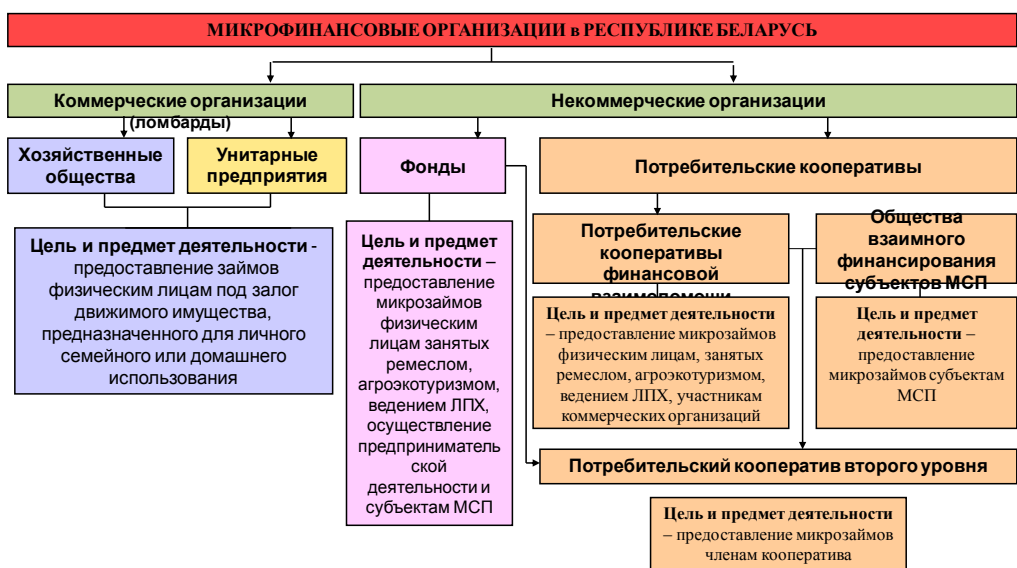 МИКРОФИНАНСОВЫЕ ОРГАНИЗАЦИИ в РЕСПУБЛИКЕ БЕЛАРУСЬ
Коммерческие организации
(ломбарды)
Некоммерческие организации
Хозяйственные
общества
Унитарные
предприятия
Фонды
Потребительские кооперативы
Цель и предмет деятельности -
предоставление займов
физическим лицам под залог
движимого имущества,
предназначенного для личного
семейного или домашнего
использования
Цель и предмет
деятельности –
предоставление
микрозаймов
физическим
лицам занятых
ремеслом,
агроэкотуризмом,
ведением ЛПХ,
осуществление
предприниматель
ской
деятельности и
субъектам МСП
Потребительские
кооперативы
финансовой
взаимопомощи
Общества
взаимного
финансирования
субъектов МСП
Цель и предмет деятельности
– предоставление микрозаймов
физическим лицам, занятых
ремеслом, агроэкотуризмом,
ведением ЛПХ, участникам
коммерческих организаций
Цель и предмет
деятельности –
предоставление
микрозаймов субъектам
МСП
Потребительский кооператив второго уровня
Цель и предмет деятельности
– предоставление микрозаймов
членам кооператива